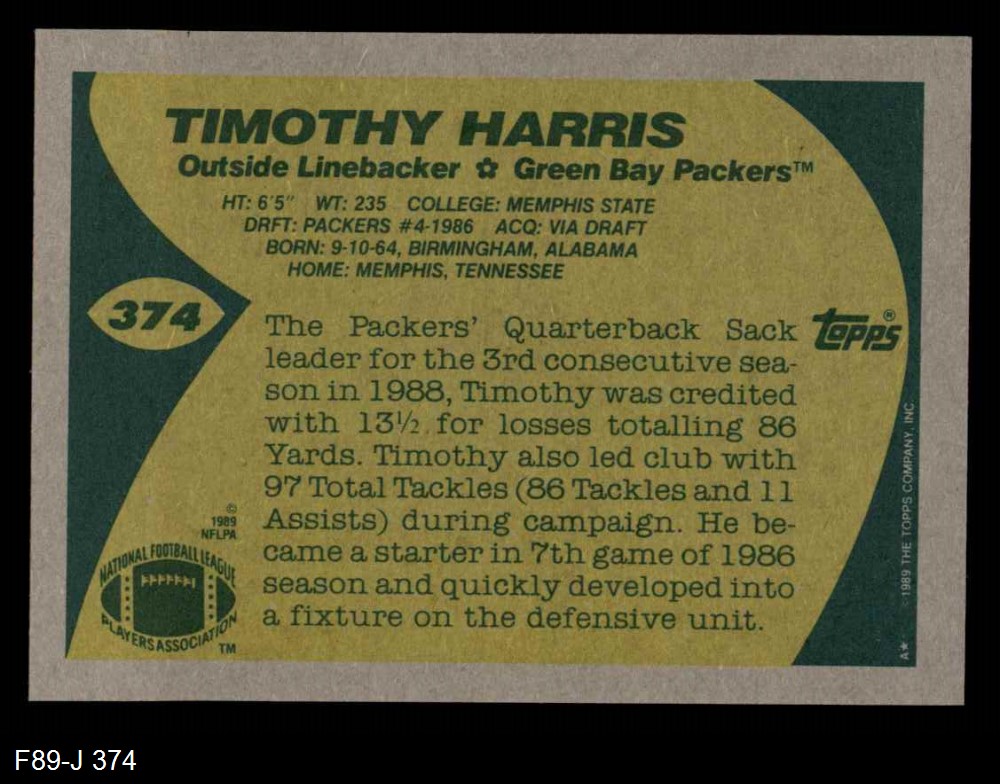 TIMOTHY HARRIS
Outside Linebacker ✿ Green Bay Packers™
HT: 6'5" WT: 235 COLLEGE: MEMPHIS STATE
DRFT: PACKERS #4-1986 ACQ: VIA DRAFT
BORN: 9-10-64, BIRMINGHAM, ALABAMA
HOME: MEMPHIS, TENNESSEE
374
The Packers' Quarterback Sack
leader for the 3rd consecutive sea-
son in 1988, Timothy was credited
with 13½ for losses totalling 86
Yards. Timothy also led club with
97 Total Tackles (86 Tackles and 11
Assists) during campaign. He be-
came a starter in 7th game of 1986
season and quickly developed into
a fixture on the defensive unit.
topps®
©
1989
NFLPA
NATIONAL FOOTBALL LEAGUE
PLAYERS ASSOCIATION
TM
© 1989 THE TOPPS COMPANY, INC.
A*
F89-J 374